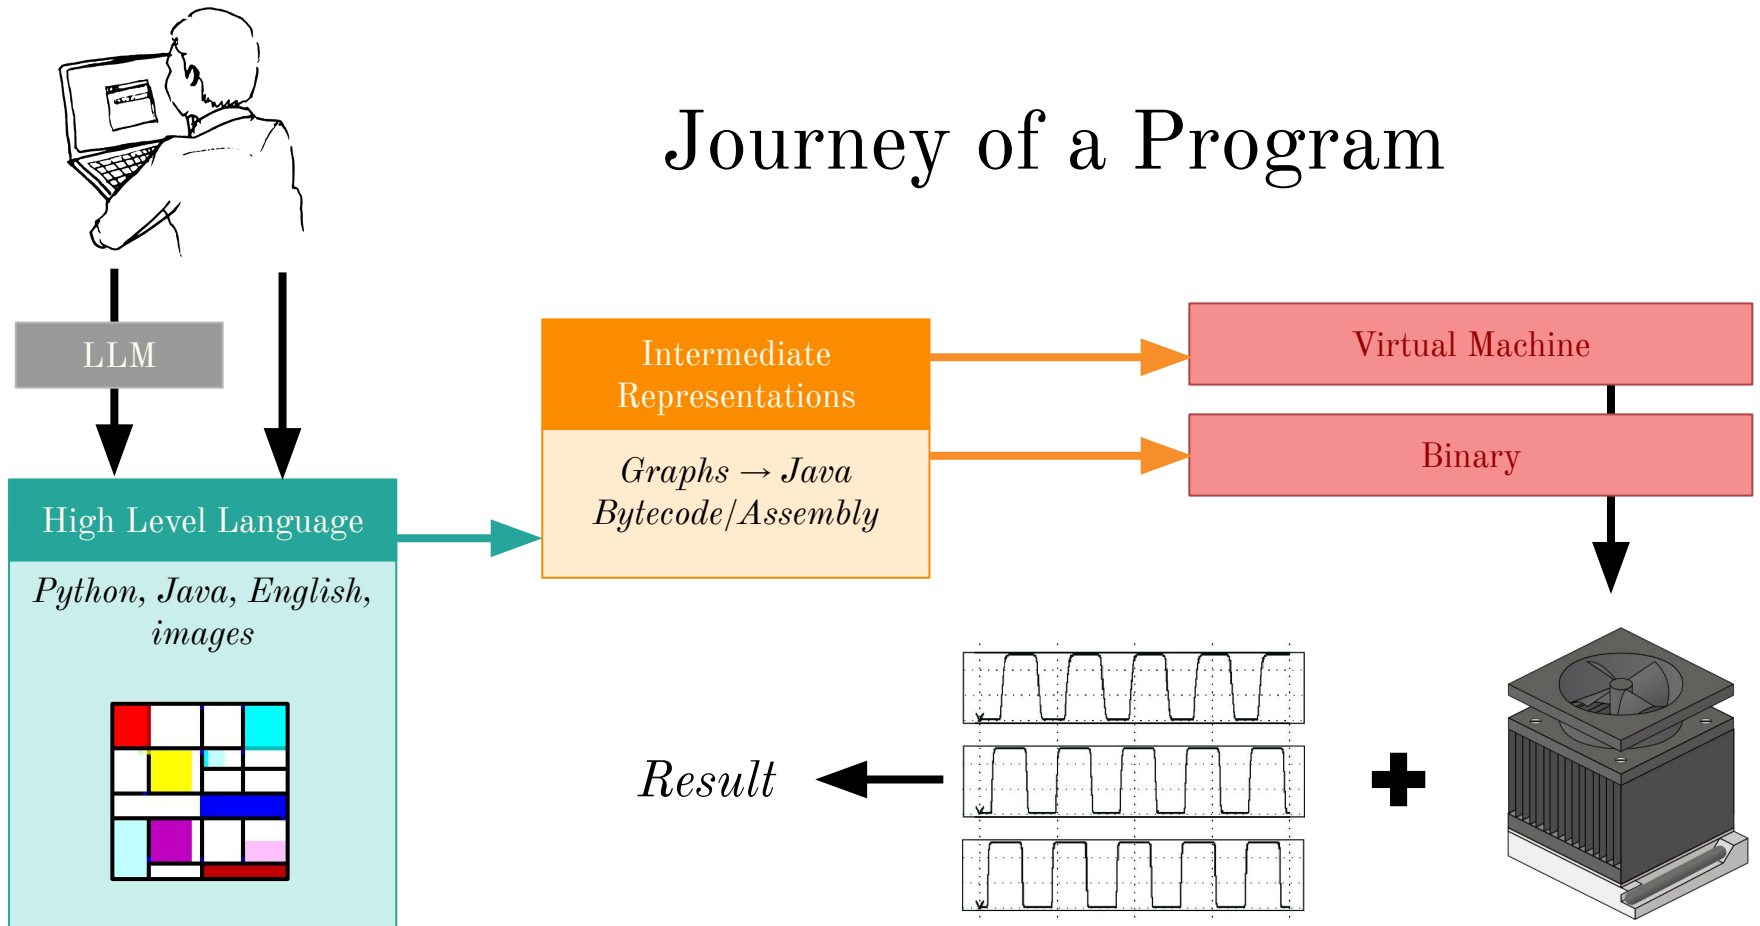 Journey of a Program
LLM
High Level Language
Python, Java, English,
images
Intermediate
Representations
Graphs → Java
Bytecode/Assembly
Virtual Machine
Binary
Result